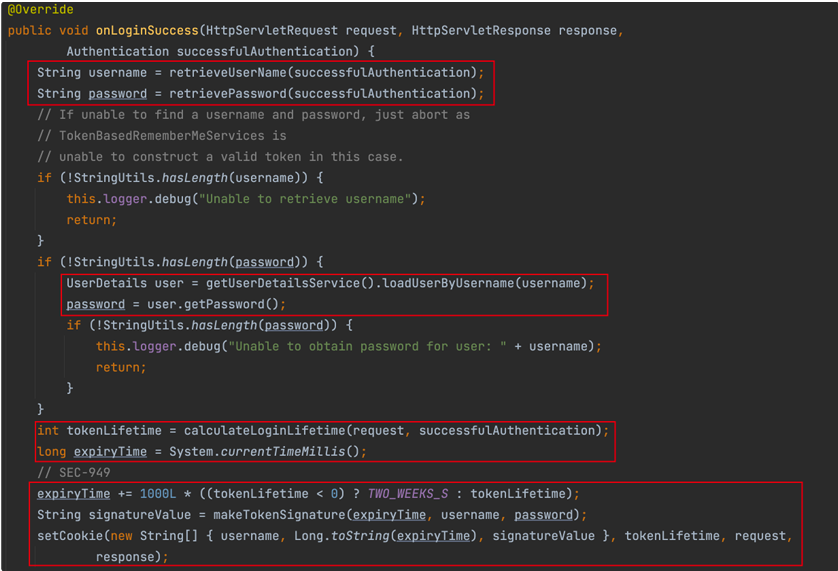 @Override
public void onLoginSuccess(HttpServletRequest request, HttpServletResponse response,
        Authentication successfulAuthentication) {
    String username = retrieveUserName(successfulAuthentication);
    String password = retrievePassword(successfulAuthentication);
    // If unable to find a username and password, just abort as
    // TokenBasedRememberMeServices is
    // unable to construct a valid token in this case.
    if (!StringUtils.hasLength(username)) {
        this.logger.debug("Unable to retrieve username");
        return;
    }
    if (!StringUtils.hasLength(password)) {
        UserDetails user = getUserDetailsService().loadUserByUsername(username);
        password = user.getPassword();
        if (!StringUtils.hasLength(password)) {
            this.logger.debug("Unable to obtain password for user: " + username);
            return;
        }
    }
    int tokenLifetime = calculateLoginLifetime(request, successfulAuthentication);
    long expiryTime = System.currentTimeMillis();
    // SEC-949
    expiryTime += 1000L * ((tokenLifetime < 0) ? TWO_WEEKS_S : tokenLifetime);
    String signatureValue = makeTokenSignature(expiryTime, username, password);
    setCookie(new String[] { username, Long.toString(expiryTime), signatureValue }, tokenLifetime, request,
            response);